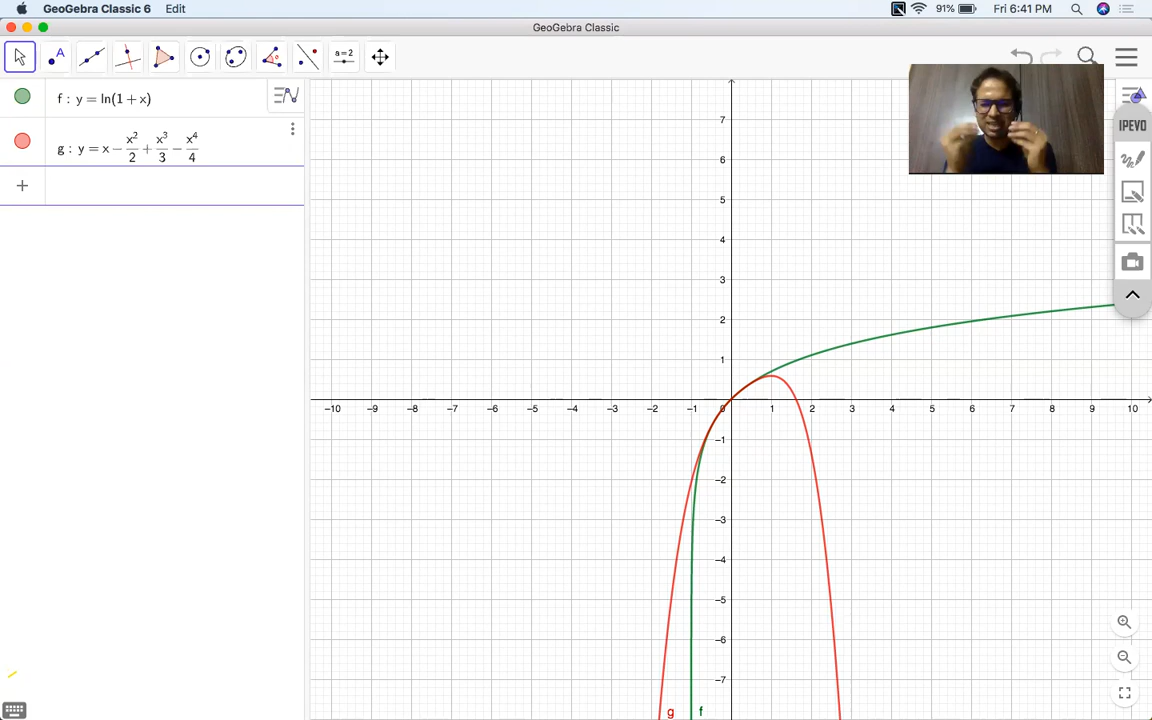 GeoGebra Classic 6 Edit 91% Fri 6:41 PM
GeoGebra Classic
A a=2
f : y = ln(1 + x)
g : y = x − x²/2 + x³/3 − x⁴/4
+
IPEVO
7
6
5
4
3
2
1
−10 −9 −8 −7 −6 −5 −4 −3 −2 −1 0 1 2 3 4 5 6 7 8 9 10
−1
−2
−3
−4
−5
−6
−7
g f